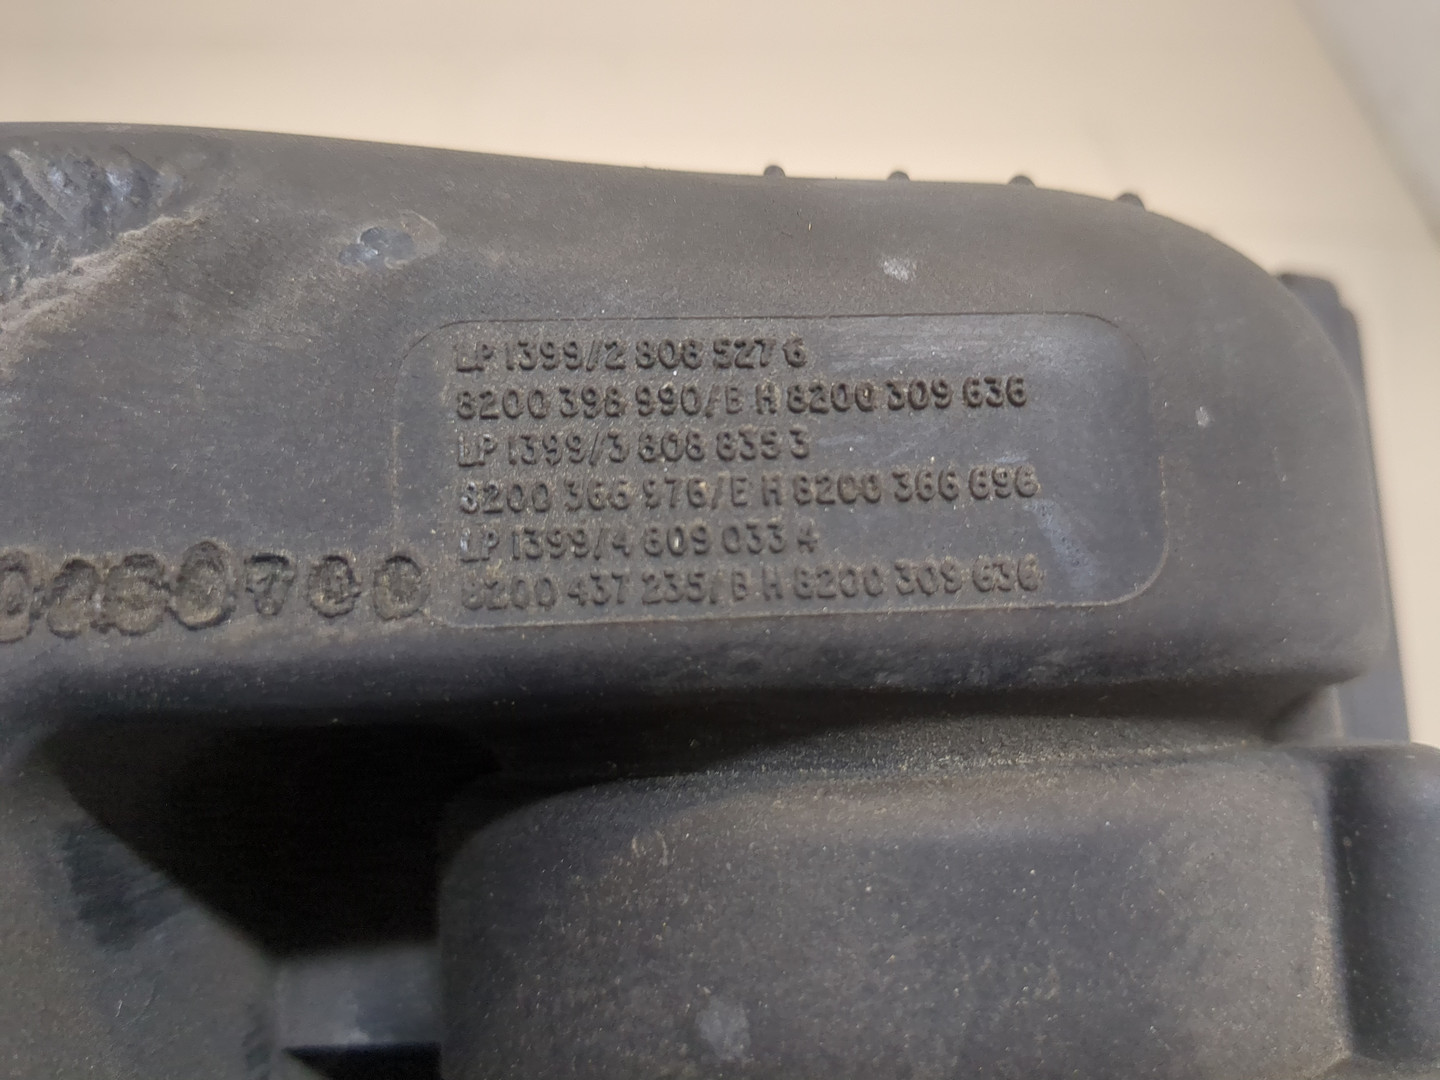 LP 1399/2 808 527 6
8200 398 990/B H 8200 309 636
LP 1399/3 808 835 3
8200 366 976/E H 8200 366 696
LP 1399/4 809 033 4
8200 437 235/B H 8200 309 636